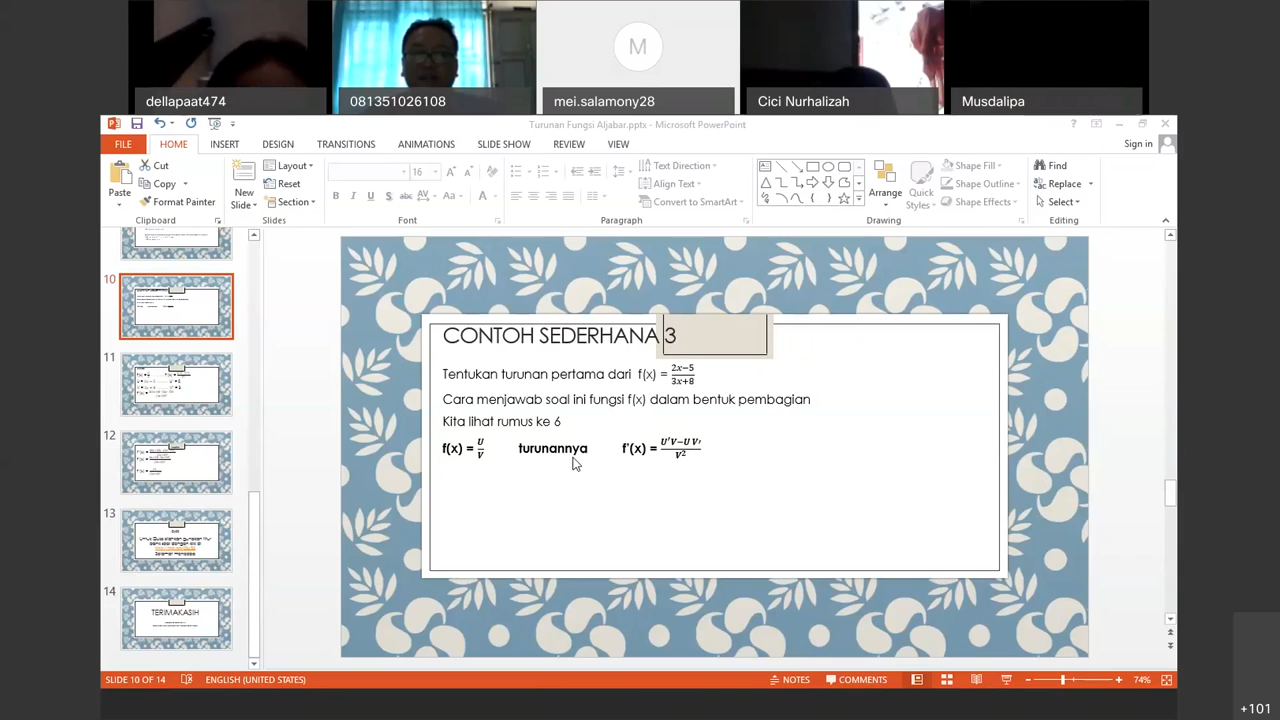 dellapaat474
081351026108
M
mei.salamony28
Cici Nurhalizah
Musdalipa
Turunan Fungsi Aljabar.pptx - Microsoft PowerPoint
Sign in
FILE HOME INSERT DESIGN TRANSITIONS ANIMATIONS SLIDE SHOW REVIEW VIEW
Paste
Cut
Copy
Format Painter
Clipboard
New
Slide
Layout
Reset
Section
Slides
16
B I U S abc AV Aa A
Font
Text Direction
Align Text
Convert to SmartArt
Paragraph
Arrange
Quick
Styles
Shape Fill
Shape Outline
Shape Effects
Drawing
Find
Replace
Select
Editing
10
11
12
13
14
TERIMAKASIH
CONTOH SEDERHANA 3
Tentukan turunan pertama dari f(x) = 2x−5 / 3x+8
Cara menjawab soal ini fungsi f(x) dalam bentuk pembagian
Kita lihat rumus ke 6
f(x) = U/V turunannya f'(x) = U'V−U V' / V²
SLIDE 10 OF 14 ENGLISH (UNITED STATES) NOTES COMMENTS 74%
+101